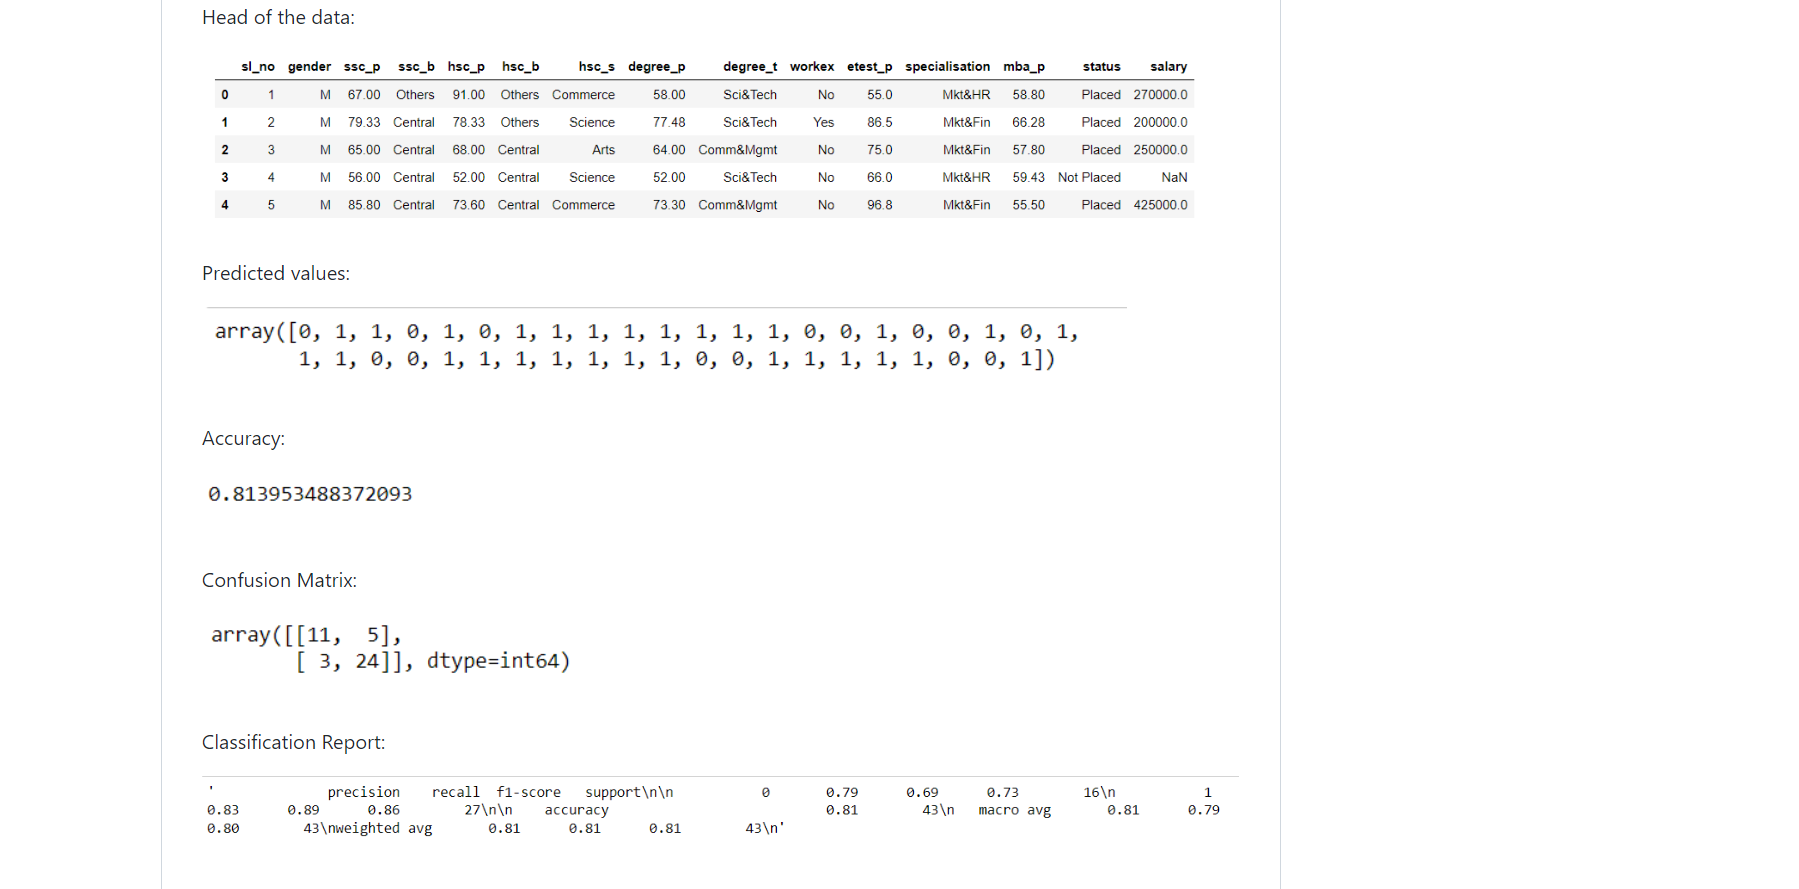 Head of the data:
sl_no gender ssc_p ssc_b hsc_p hsc_b hsc_s degree_p degree_t workex etest_p specialisation mba_p status salary
0 1 M 67.00 Others 91.00 Others Commerce 58.00 Sci&Tech No 55.0 Mkt&HR 58.80 Placed 270000.0
1 2 M 79.33 Central 78.33 Others Science 77.48 Sci&Tech Yes 86.5 Mkt&Fin 66.28 Placed 200000.0
2 3 M 65.00 Central 68.00 Central Arts 64.00 Comm&Mgmt No 75.0 Mkt&Fin 57.80 Placed 250000.0
3 4 M 56.00 Central 52.00 Central Science 52.00 Sci&Tech No 66.0 Mkt&HR 59.43 Not Placed NaN
4 5 M 85.80 Central 73.60 Central Commerce 73.30 Comm&Mgmt No 96.8 Mkt&Fin 55.50 Placed 425000.0
Predicted values:
array([0, 1, 1, 0, 1, 0, 1, 1, 1, 1, 1, 1, 1, 1, 0, 0, 1, 0, 0, 1, 0, 1,
1, 1, 0, 0, 1, 1, 1, 1, 1, 1, 1, 0, 0, 1, 1, 1, 1, 1, 0, 0, 1])
Accuracy:
0.813953488372093
Confusion Matrix:
array([[11, 5],
[ 3, 24]], dtype=int64)
Classification Report:
' precision recall f1-score support\n\n 0 0.79 0.69 0.73 16\n 1
0.83 0.89 0.86 27\n\n accuracy 0.81 43\n macro avg 0.81 0.79
0.80 43\nweighted avg 0.81 0.81 0.81 43\n'